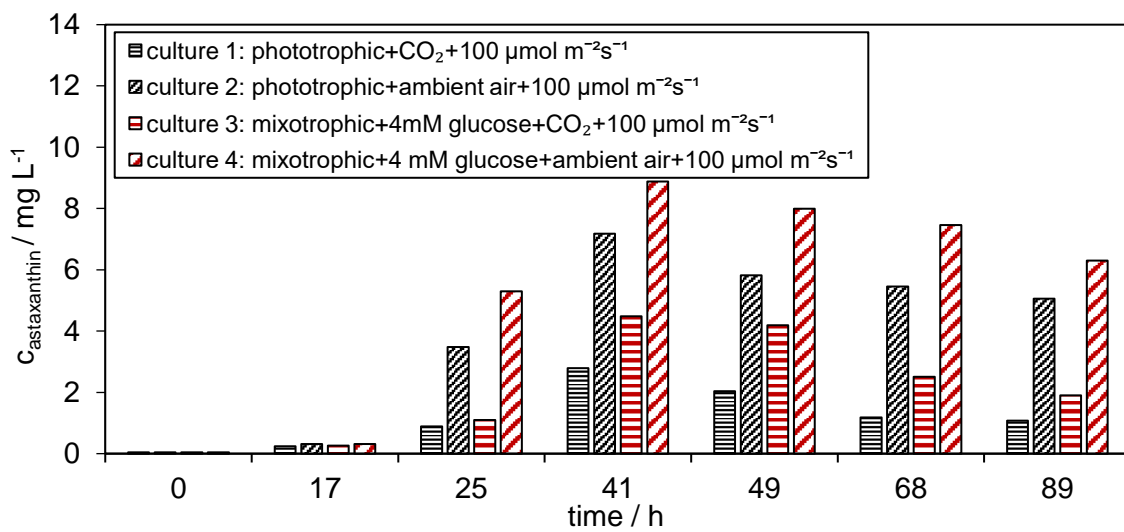 14
12
10
8
6
4
2
0
c_astaxanthin / mg L⁻¹
culture 1: phototrophic+CO₂+100 µmol m⁻²s⁻¹
culture 2: phototrophic+ambient air+100 µmol m⁻²s⁻¹
culture 3: mixotrophic+4mM glucose+CO₂+100 µmol m⁻²s⁻¹
culture 4: mixotrophic+4 mM glucose+ambient air+100 µmol m⁻²s⁻¹
0 17 25 41 49 68 89
time / h